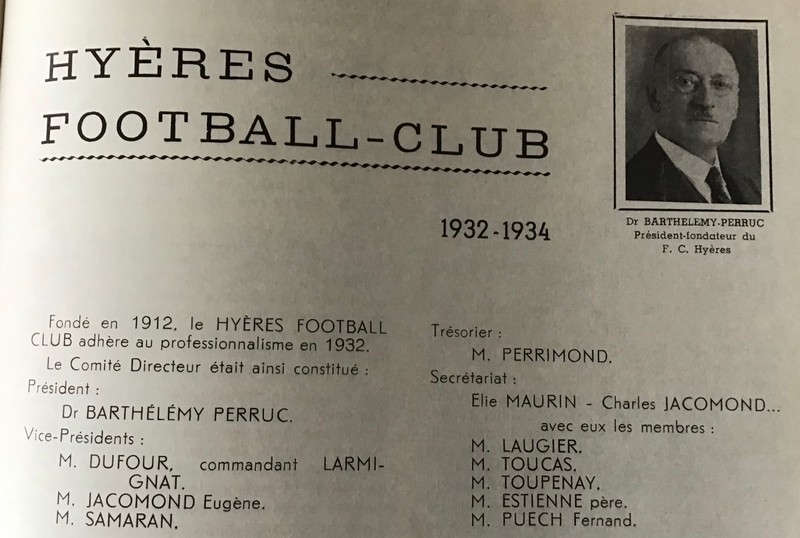 HYÈRES
FOOTBALL-CLUB
1932-1934
Dr BARTHELEMY-PERRUC
Président-fondateur du
F. C. Hyères
Fondé en 1912, le HYÈRES FOOTBALL
CLUB adhère au professionnalisme en 1932.
Le Comité Directeur était ainsi constitué :
Président :
Dr BARTHÉLÉMY PERRUC.
Vice-Présidents :
M. DUFOUR, commandant LARMI-
GNAT.
M. JACOMOND Eugène.
M. SAMARAN.
Trésorier :
M. PERRIMOND.
Secrétariat :
Elie MAURIN - Charles JACOMOND...
avec eux les membres :
M. LAUGIER.
M. TOUCAS.
M. TOUPENAY.
M. ESTIENNE père.
M. PUECH Fernand.